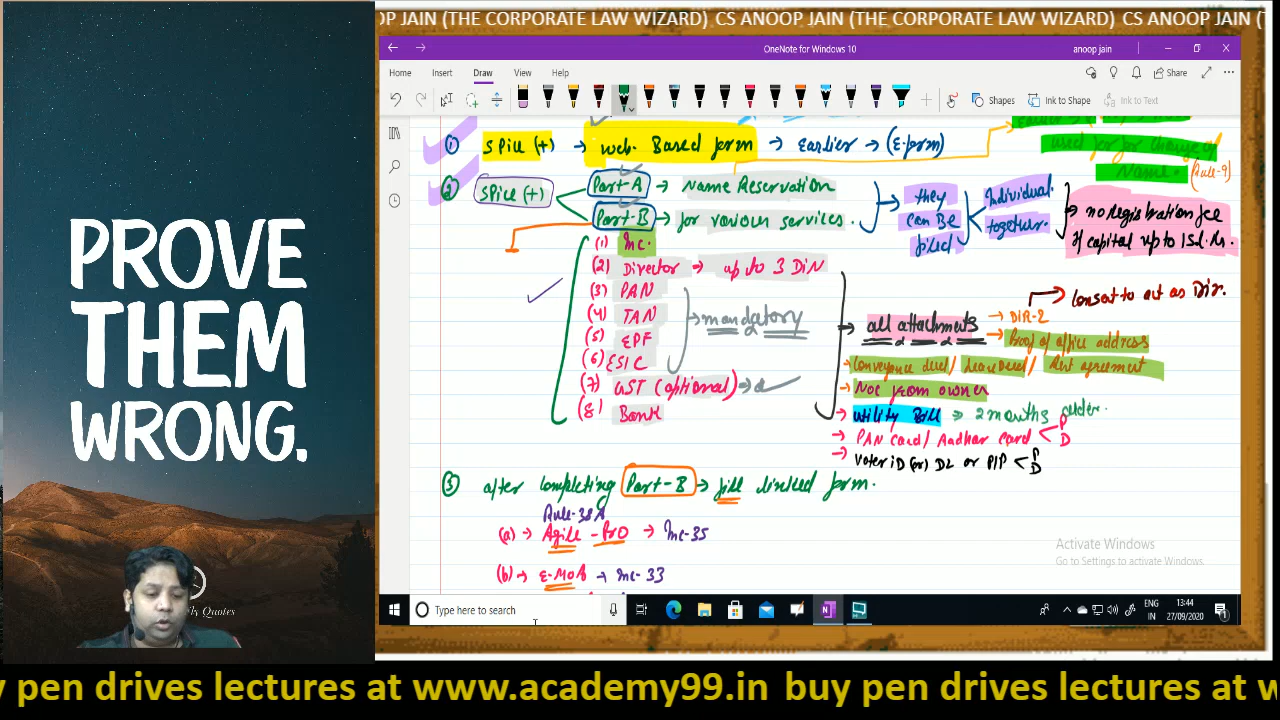 OP JAIN (THE CORPORATE LAW WIZARD) CS ANOOP JAIN (THE CORPORATE LAW WIZARD) CS ANOOP JAIN (T
PROVE
THEM
WRONG.
Quotes
OneNote for Windows 10
anoop jain
Home Insert Draw View Help
Share
Shapes Ink to Shape Ink to Text
① SPice (+) → web-Based form → Earlier → (E-form)
used for for change of
Name. (Rule-9)
② SPice (+)
Part-A → Name Reservation
Part-B → for various services.
they can be filed
Individual.
together.
→ no Registration fee
if capital up to 15L Rs.
(1) Inc.
(2) Director → up to 3 DIN
(3) PAN
(4) TAN
(5) EPF
(6) ESIC
→ mandatory
(7) GST (optional) →
(8) Bank
→ all attachments
→ DIR-2
Consent to act as Dir.
→ Proof of office address
→ Conveyance deed / Lease Deed / Rent agreement
→ NOC from owner
→ utility Bill ⇒ 2 months older.
→ PAN card / Aadhar card < P D
→ Voter iD (or) DL or P/P < P D
③ after completing Part-B → fill linked form.
Rule-38A
(a) → Agile-Pro → Inc-35
(b) → E-MOA → Inc-33
Activate Windows
Go to Settings to activate Windows.
Type here to search
ENG
IN
13:44
27/09/2020
y pen drives lectures at www.academy99.in buy pen drives lectures at w